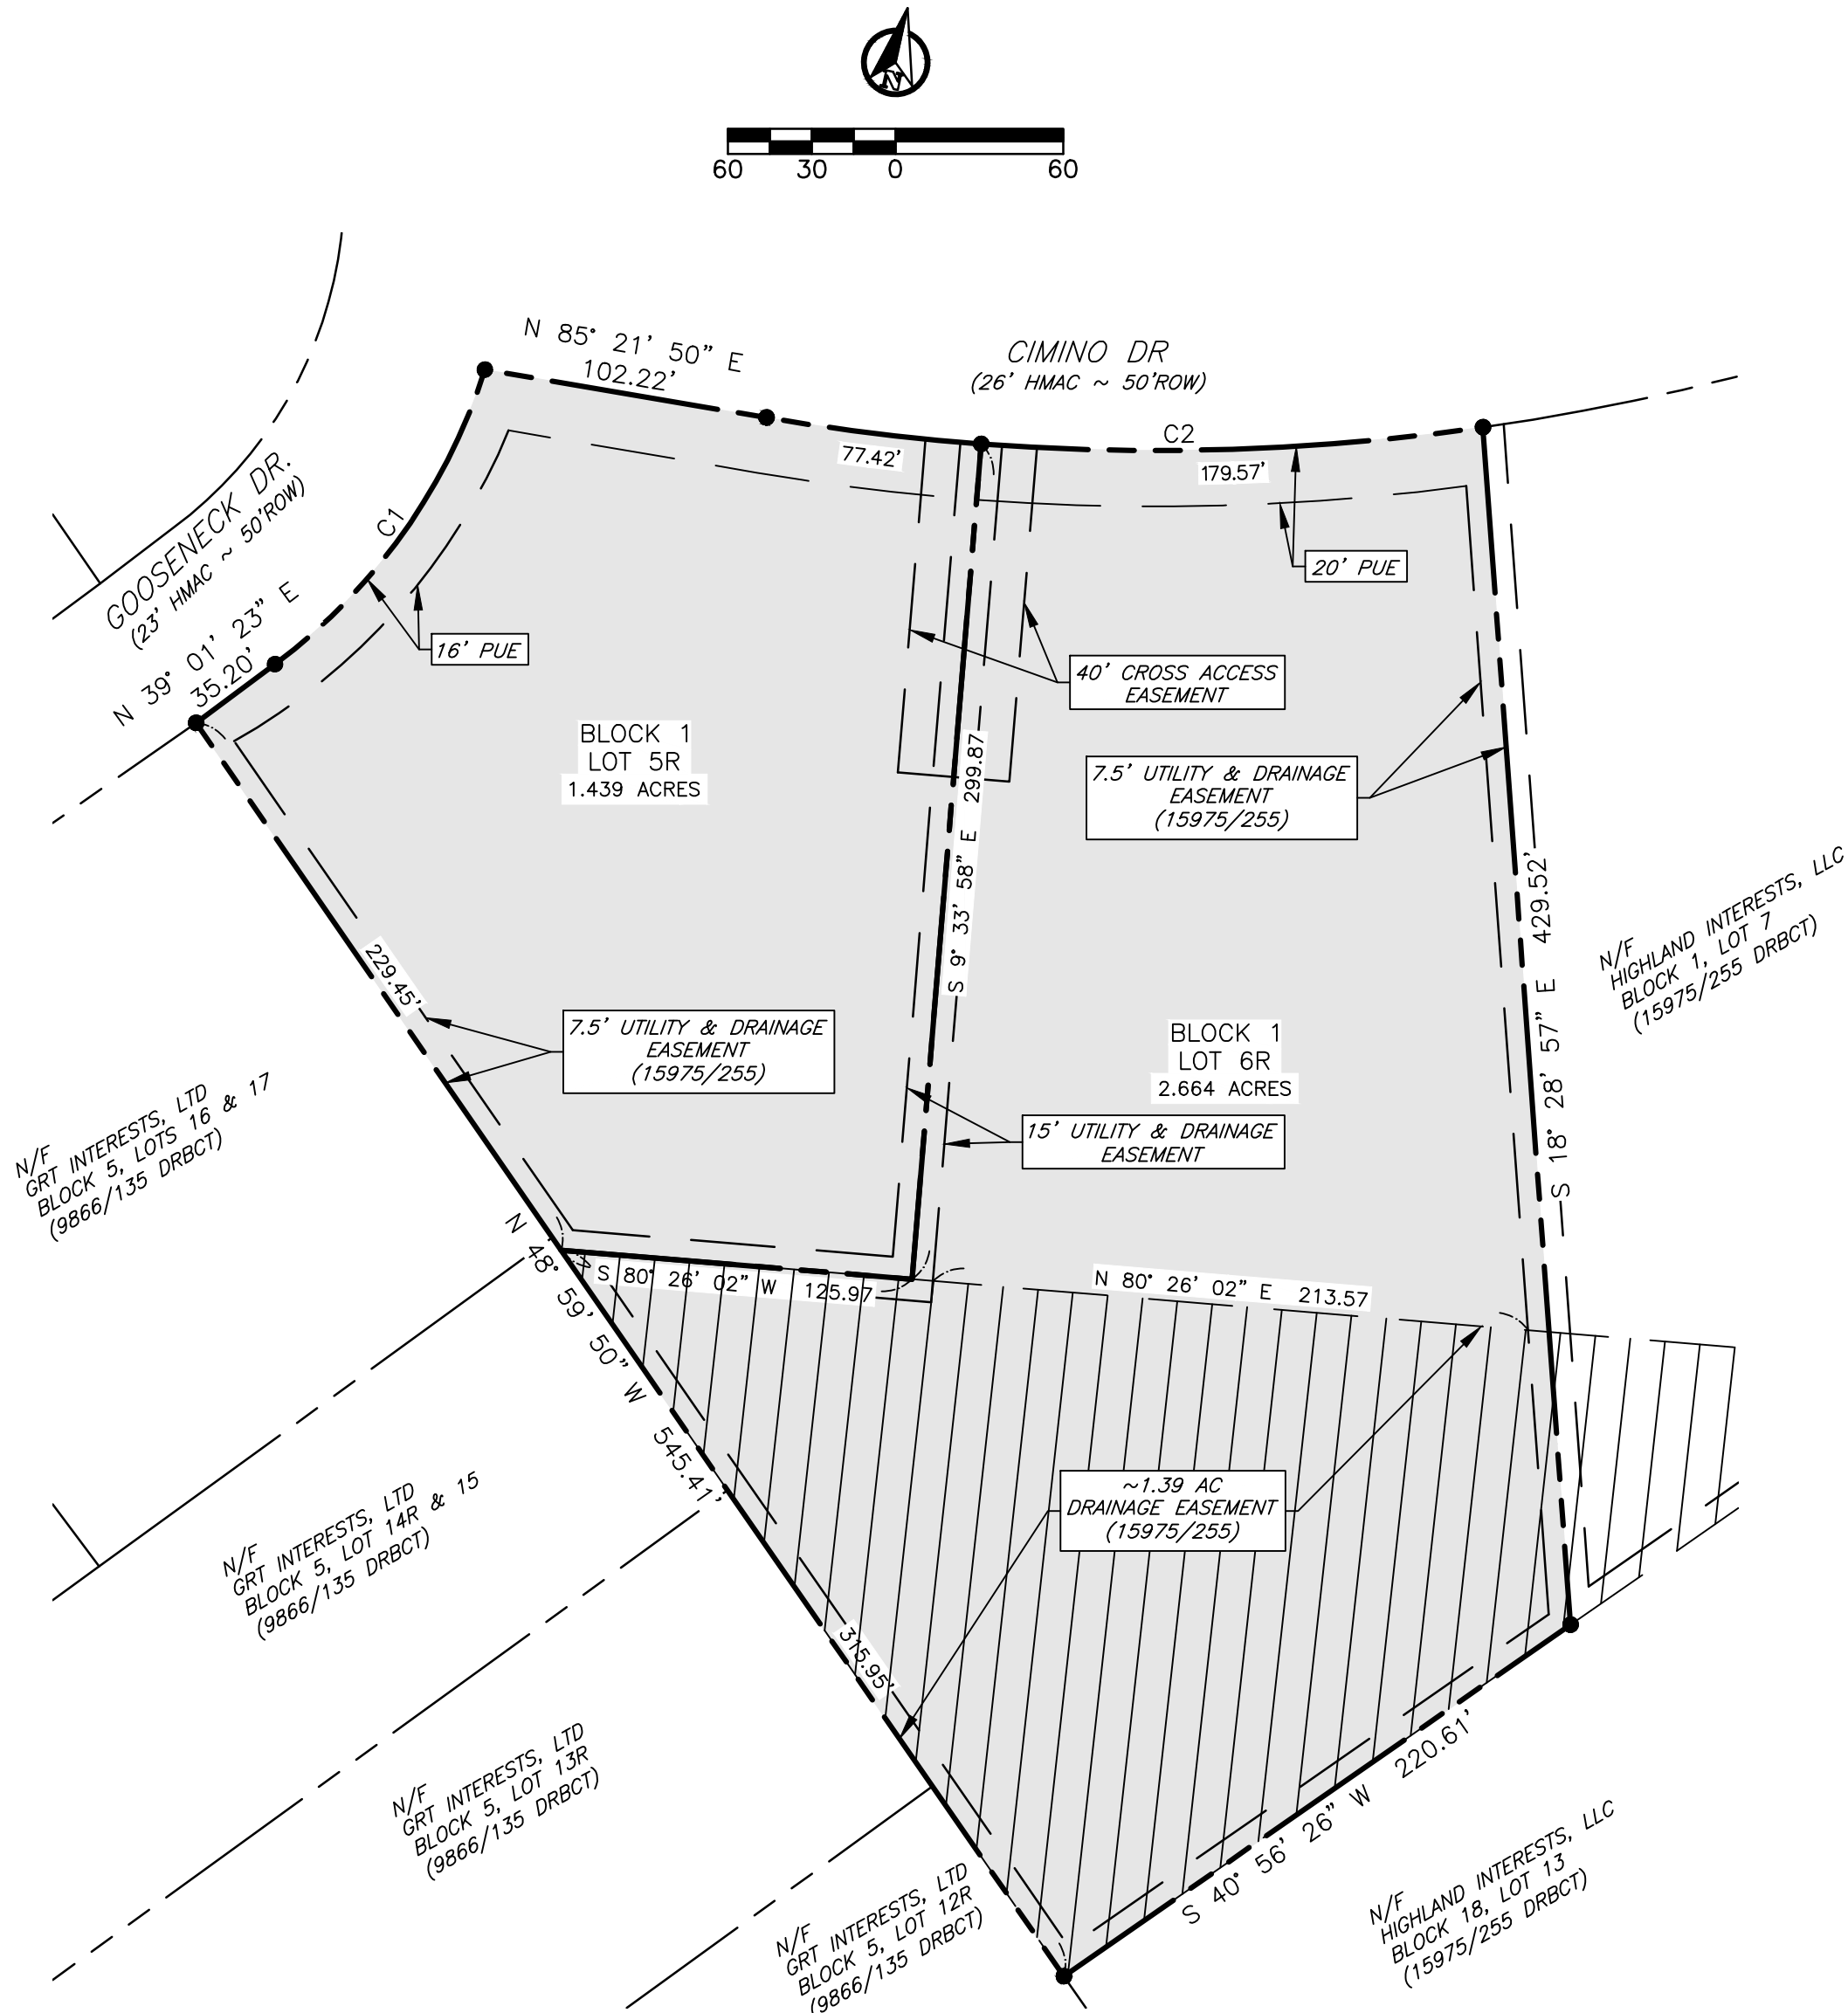 N
60 30 0 60
N 85° 21' 50" E
102.22'
CIMINO DR
(26' HMAC ~ 50'ROW)
C2
77.42'
179.57'
GOOSENECK DR.
(23' HMAC ~ 50'ROW)
C1
N 39° 01' 23" E
35.20'
16' PUE
20' PUE
40' CROSS ACCESS
EASEMENT
BLOCK 1
LOT 5R
1.439 ACRES
7.5' UTILITY & DRAINAGE
EASEMENT
(15975/255)
S 9° 33' 58" E 299.87
S 18° 28' 57" E 429.52'
N/F
HIGHLAND INTERESTS, LLC
BLOCK 1, LOT 7
(15975/255 DRBCT)
229.45'
7.5' UTILITY & DRAINAGE
EASEMENT
(15975/255)
BLOCK 1
LOT 6R
2.664 ACRES
15' UTILITY & DRAINAGE
EASEMENT
N/F
GRT INTERESTS, LTD
BLOCK 5, LOTS 16 & 17
(9866/135 DRBCT)
S 80° 26' 02" W 125.97
N 80° 26' 02" E 213.57
N 48° 59' 50" W 545.41'
~1.39 AC
DRAINAGE EASEMENT
(15975/255)
N/F
GRT INTERESTS, LTD
BLOCK 5, LOT 14R & 15
(9866/135 DRBCT)
315.95'
N/F
GRT INTERESTS, LTD
BLOCK 5, LOT 13R
(9866/135 DRBCT)
S 40° 56' 26" W 220.61'
N/F
GRT INTERESTS, LTD
BLOCK 5, LOT 12R
(9866/135 DRBCT)
N/F
HIGHLAND INTERESTS, LLC
BLOCK 18, LOT 13
(15975/255 DRBCT)